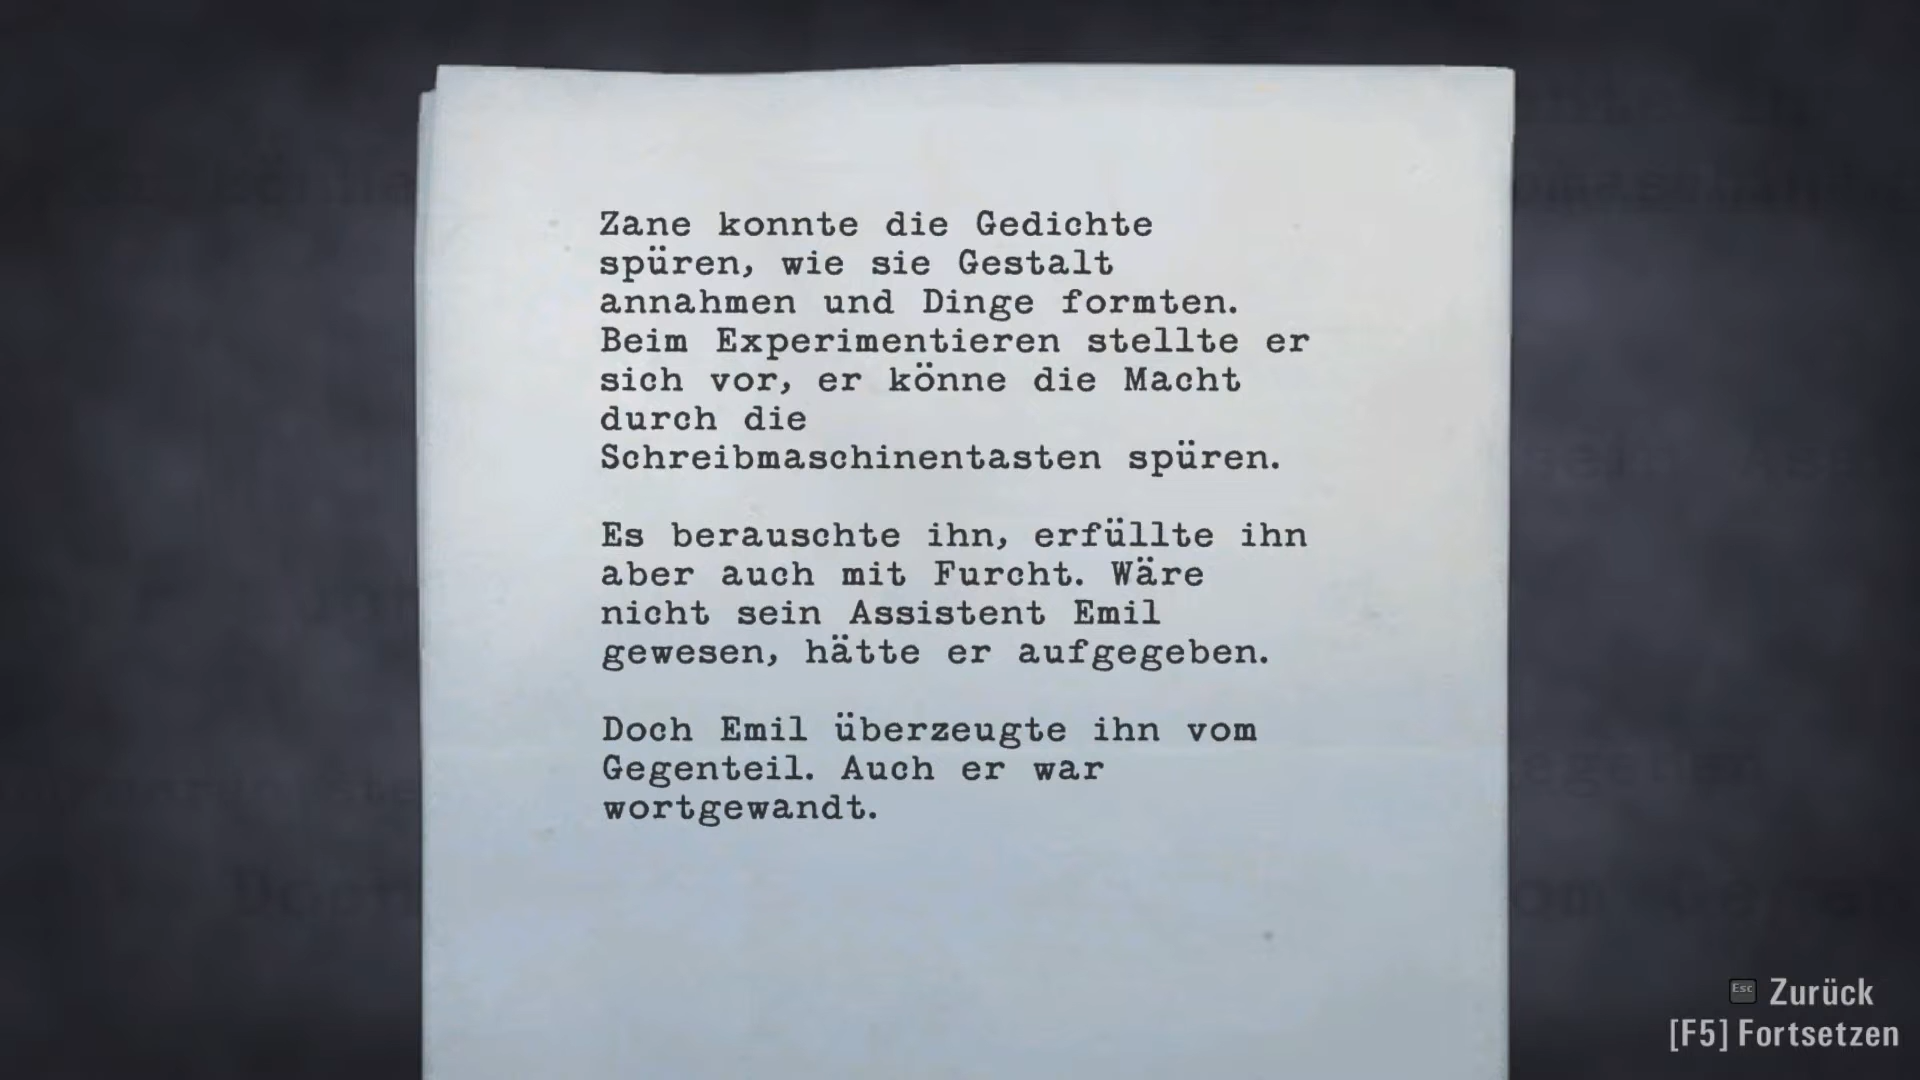 Zane konnte die Gedichte
spüren, wie sie Gestalt
annahmen und Dinge formten.
Beim Experimentieren stellte er
sich vor, er könne die Macht
durch die
Schreibmaschinentasten spüren.
Es berauschte ihn, erfüllte ihn
aber auch mit Furcht. Wäre
nicht sein Assistent Emil
gewesen, hätte er aufgegeben.
Doch Emil überzeugte ihn vom
Gegenteil. Auch er war
wortgewandt.
Esc Zurück
[F5] Fortsetzen